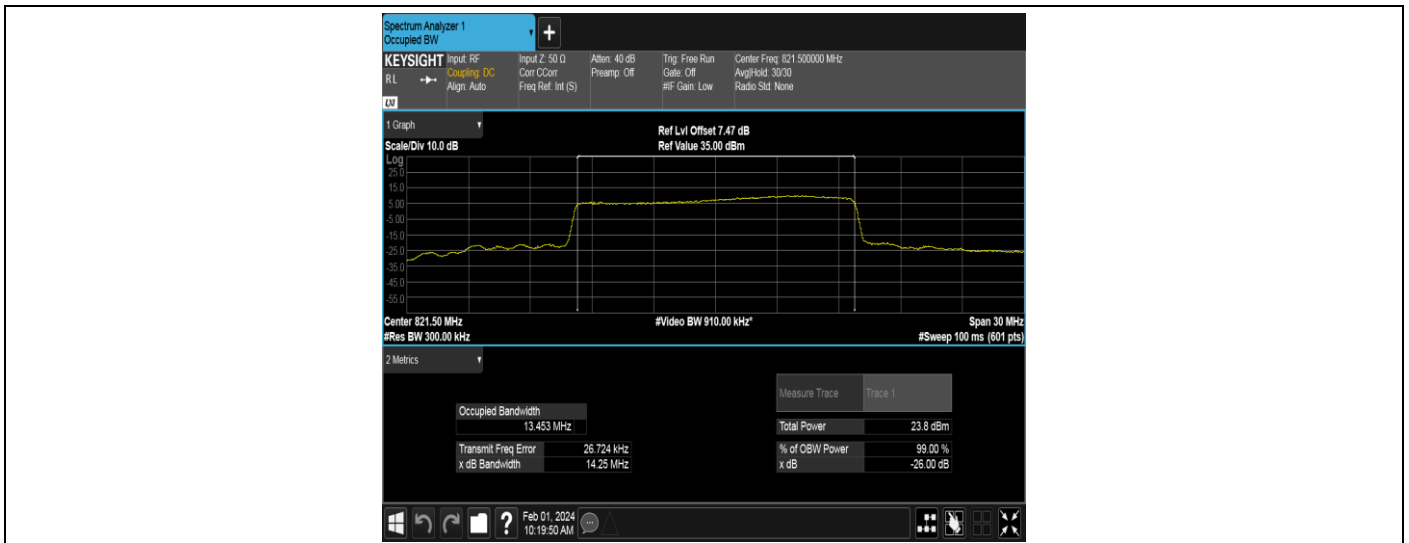 Spectrum Analyzer 1
Occupied BW
+
KEYSIGHT
RL
LXI
Input: RF
Coupling: DC
Align: Auto
Input Z: 50 Ω
Corr CCorr
Freq Ref: Int (S)
Atten: 40 dB
Preamp: Off
Trig: Free Run
Gate: Off
#IF Gain: Low
Center Freq: 821.500000 MHz
Avg|Hold: 30/30
Radio Std: None
1 Graph
Scale/Div 10.0 dB
Ref Lvl Offset 7.47 dB
Ref Value 35.00 dBm
Log
25.0
15.0
5.00
-5.00
-15.0
-25.0
-35.0
-45.0
-55.0
Center 821.50 MHz
#Video BW 910.00 kHz*
Span 30 MHz
#Res BW 300.00 kHz
#Sweep 100 ms (601 pts)
2 Metrics
Measure Trace Trace 1
Occupied Bandwidth
13.453 MHz
Total Power 23.8 dBm
Transmit Freq Error 26.724 kHz
% of OBW Power 99.00 %
x dB Bandwidth 14.25 MHz
x dB -26.00 dB
?
Feb 01, 2024
10:19:50 AM